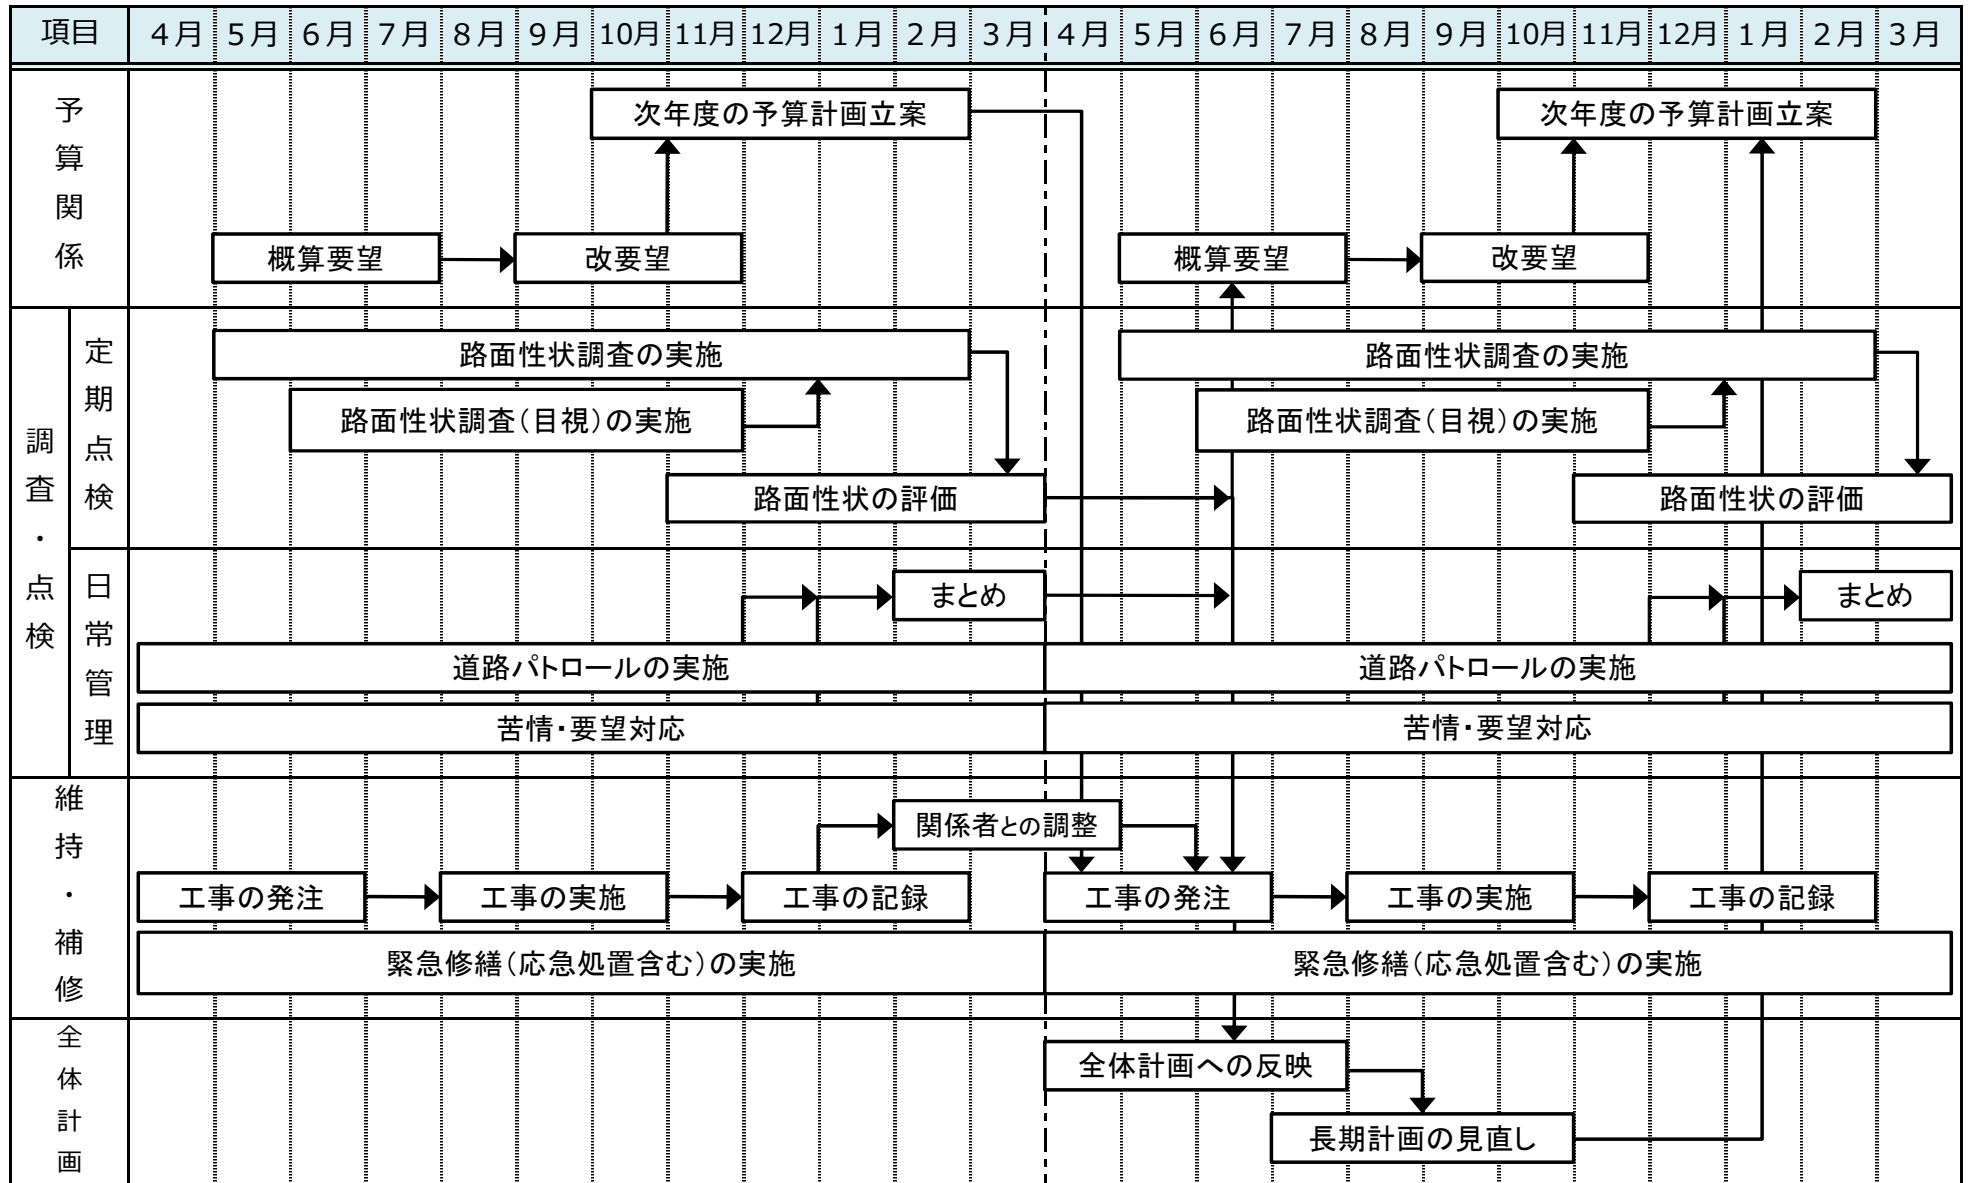 項目 4月 5月 6月 7月 8月 9月 10月 11月 12月 1月 2月 3月 4月 5月 6月 7月 8月 9月 10月 11月 12月 1月 2月 3月
予算関係
次年度の予算計画立案 次年度の予算計画立案
概算要望 改要望 概算要望 改要望
調査・点検
定期点検
路面性状調査の実施 路面性状調査の実施
路面性状調査(目視)の実施 路面性状調査(目視)の実施
路面性状の評価 路面性状の評価
日常管理
まとめ まとめ
道路パトロールの実施 道路パトロールの実施
苦情・要望対応 苦情・要望対応
維持・補修
関係者との調整
工事の発注 工事の実施 工事の記録 工事の発注 工事の実施 工事の記録
緊急修繕(応急処置含む)の実施 緊急修繕(応急処置含む)の実施
全体計画
全体計画への反映
長期計画の見直し